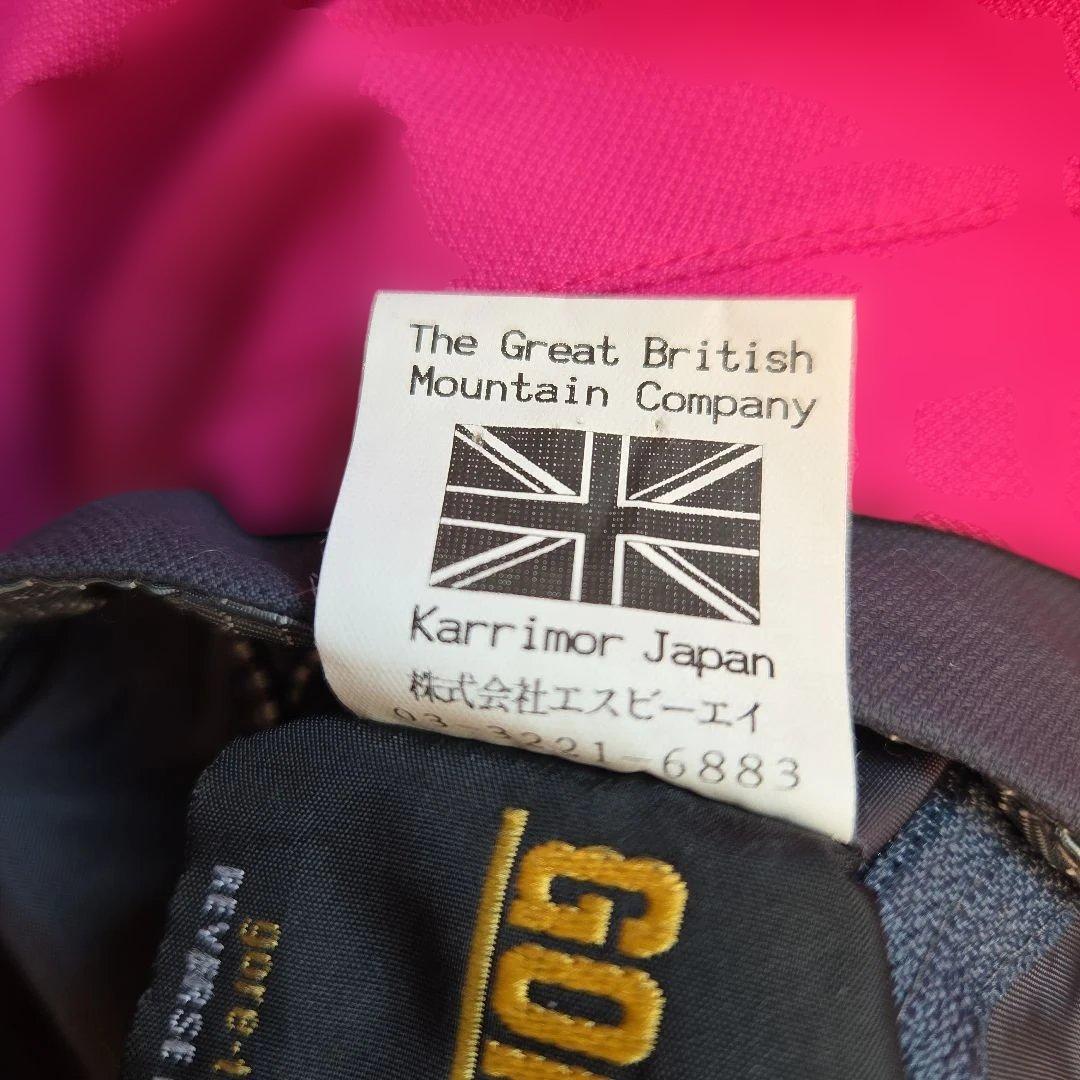 The Great British
Mountain Company
Karrimor Japan
株式会社エスビーエイ
03-3221-6883